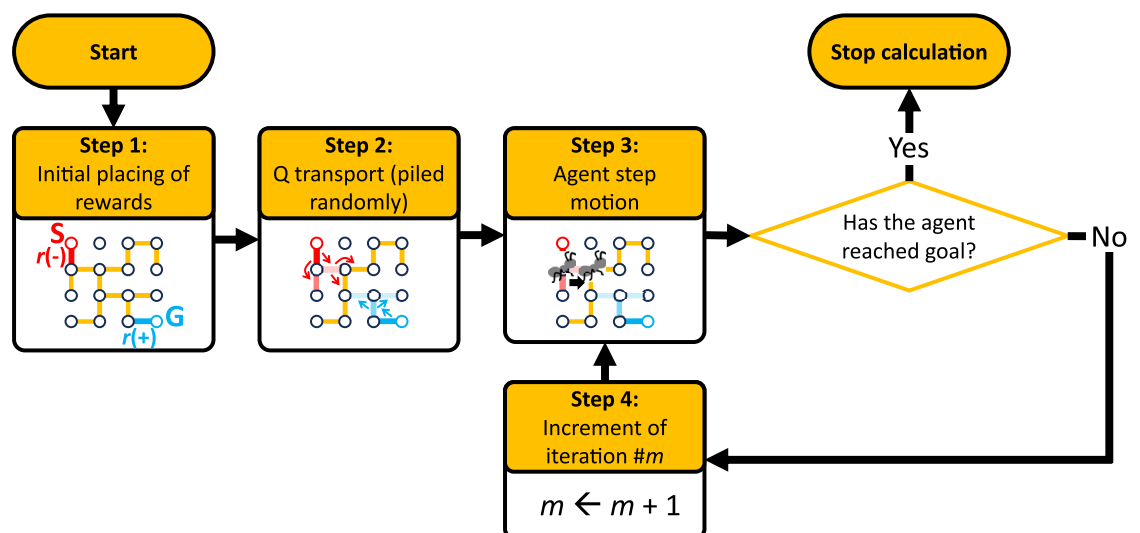 Start
Stop calculation
Step 1:
Initial placing of
rewards
S
r(-)
G
r(+)
Step 2:
Q transport (piled
randomly)
Step 3:
Agent step
motion
Yes
Has the agent
reached goal?
No
Step 4:
Increment of
iteration #m
m ← m + 1